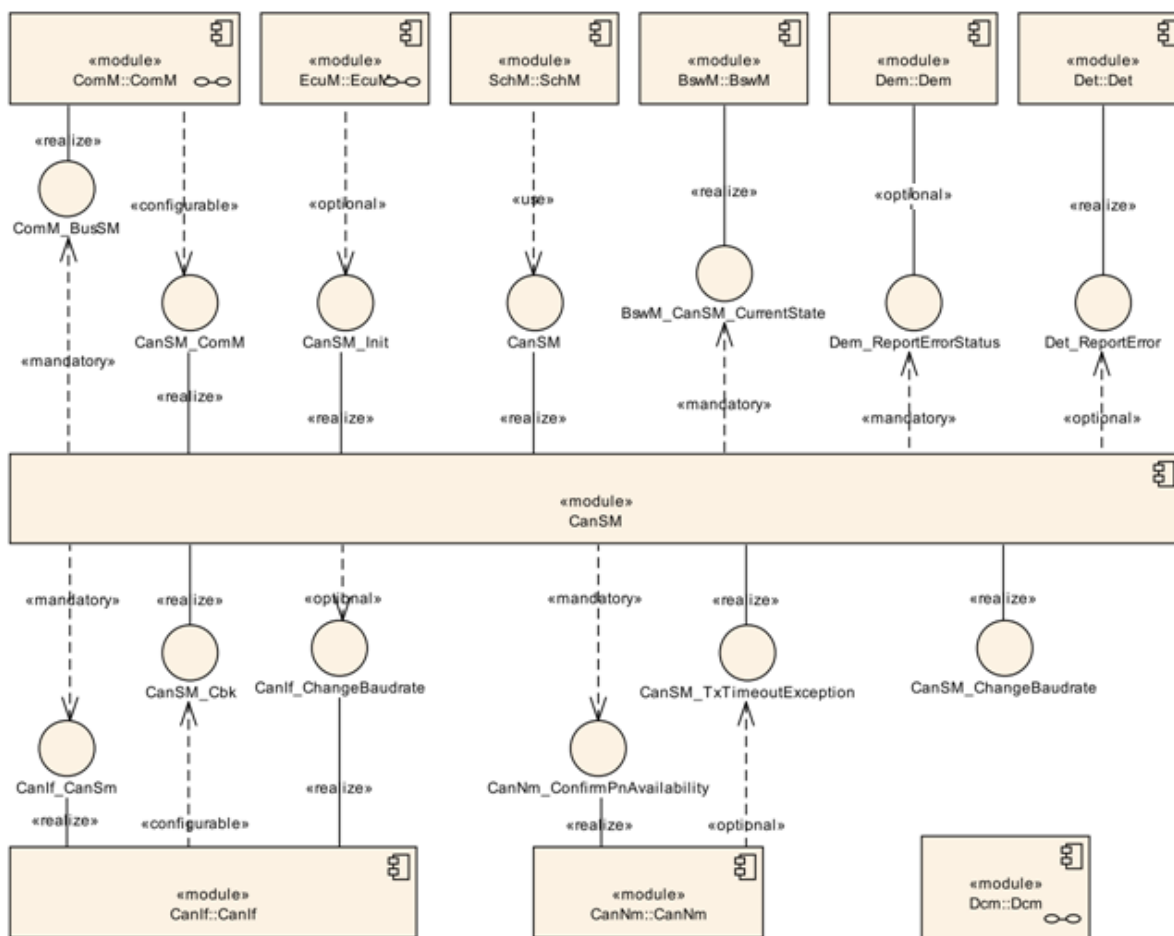 «module»
ComM::ComM
«module»
EcuM::EcuM
«module»
SchM::SchM
«module»
BswM::BswM
«module»
Dem::Dem
«module»
Det::Det
«realize»
ComM_BusSM
«configurable»
«optional»
«use»
«realize»
«optional»
«realize»
CanSM_ComM
CanSM_Init
CanSM
BswM_CanSM_CurrentState
Dem_ReportErrorStatus
Det_ReportError
«mandatory»
«realize»
«realize»
«realize»
«mandatory»
«mandatory»
«optional»
«module»
CanSM
«mandatory»
«realize»
«optional»
«mandatory»
«realize»
«realize»
CanSM_Cbk
CanIf_ChangeBaudrate
CanSM_TxTimeoutException
CanSM_ChangeBaudrate
CanIf_CanSm
CanNm_ConfirmPnAvailability
«realize»
«configurable»
«realize»
«realize»
«optional»
«module»
CanIf::CanIf
«module»
CanNm::CanNm
«module»
Dcm::Dcm